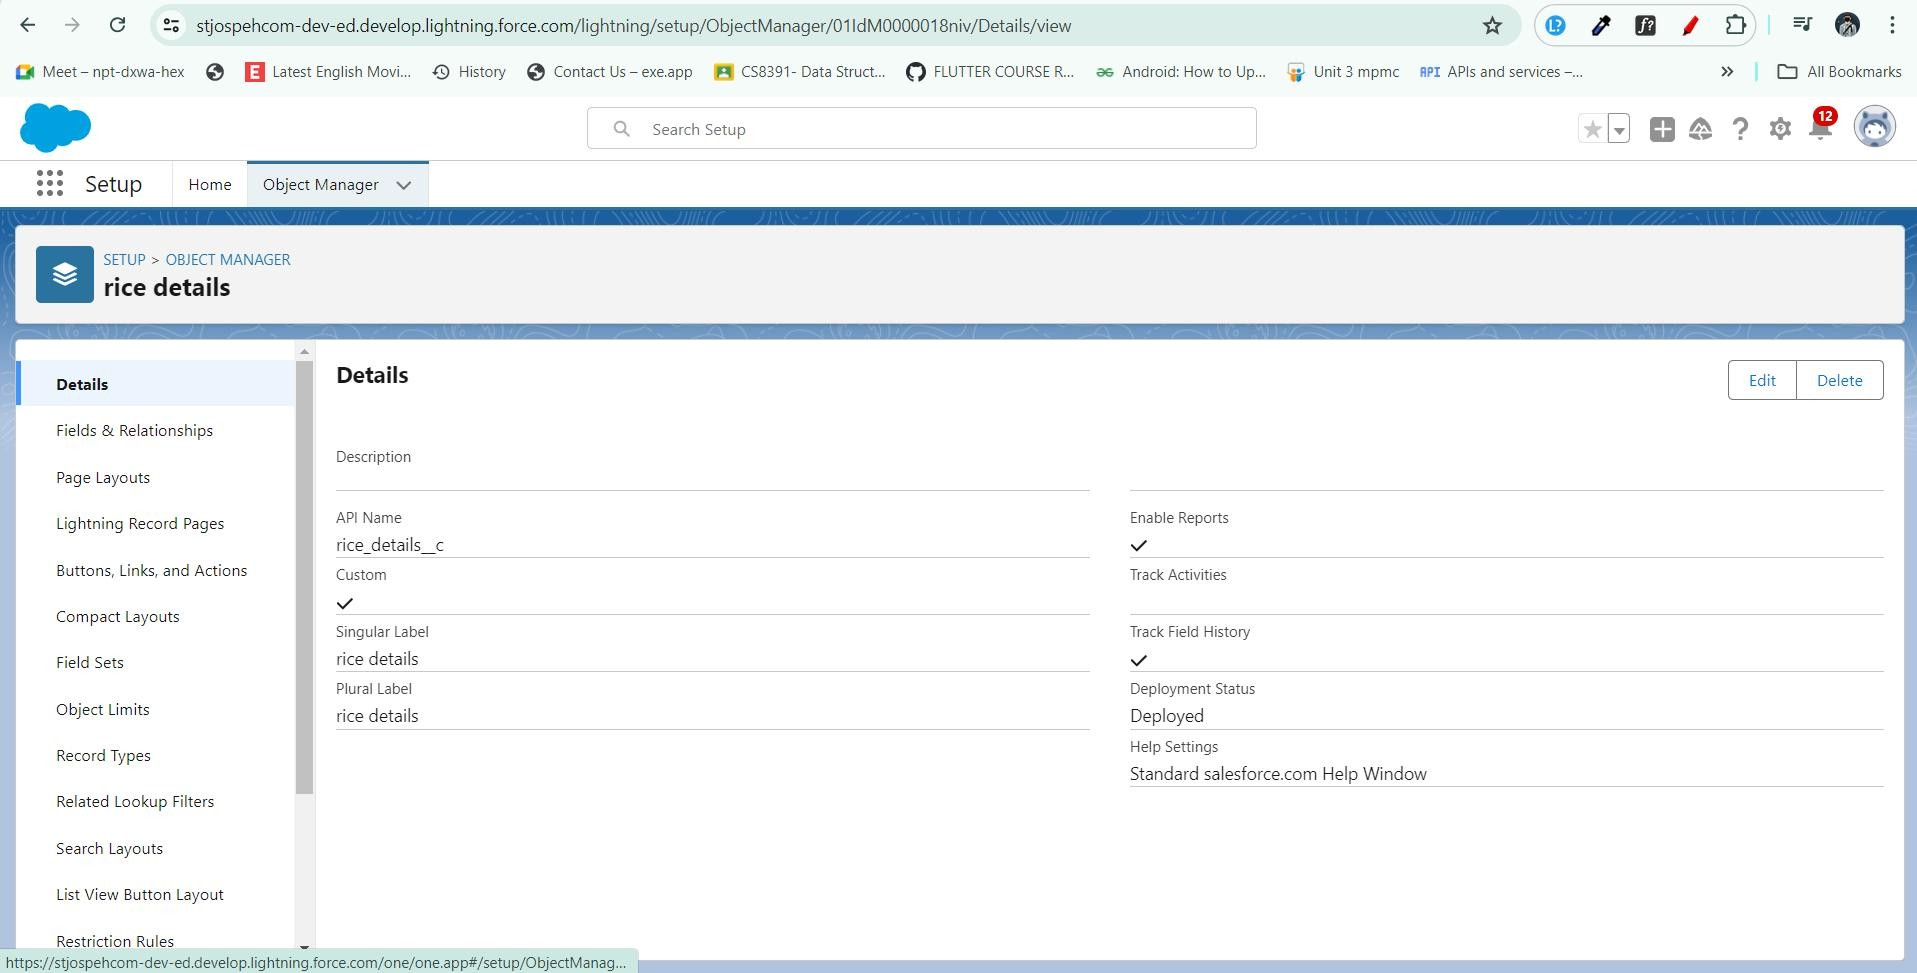 stjospehcom-dev-ed.develop.lightning.force.com/lightning/setup/ObjectManager/01IdM0000018niv/Details/view
Meet – npt-dxwa-hex
E Latest English Movi...
History
Contact Us – exe.app
CS8391- Data Struct...
FLUTTER COURSE R...
Android: How to Up...
Unit 3 mpmc
API APIs and services –...
All Bookmarks
Search Setup
12
Setup
Home
Object Manager
SETUP > OBJECT MANAGER
rice details
Details
Fields & Relationships
Page Layouts
Lightning Record Pages
Buttons, Links, and Actions
Compact Layouts
Field Sets
Object Limits
Record Types
Related Lookup Filters
Search Layouts
List View Button Layout
Restriction Rules
Details
Edit
Delete
Description
API Name
rice_details__c
Custom
Singular Label
rice details
Plural Label
rice details
Enable Reports
Track Activities
Track Field History
Deployment Status
Deployed
Help Settings
Standard salesforce.com Help Window
https://stjospehcom-dev-ed.develop.lightning.force.com/one/one.app#/setup/ObjectManag...